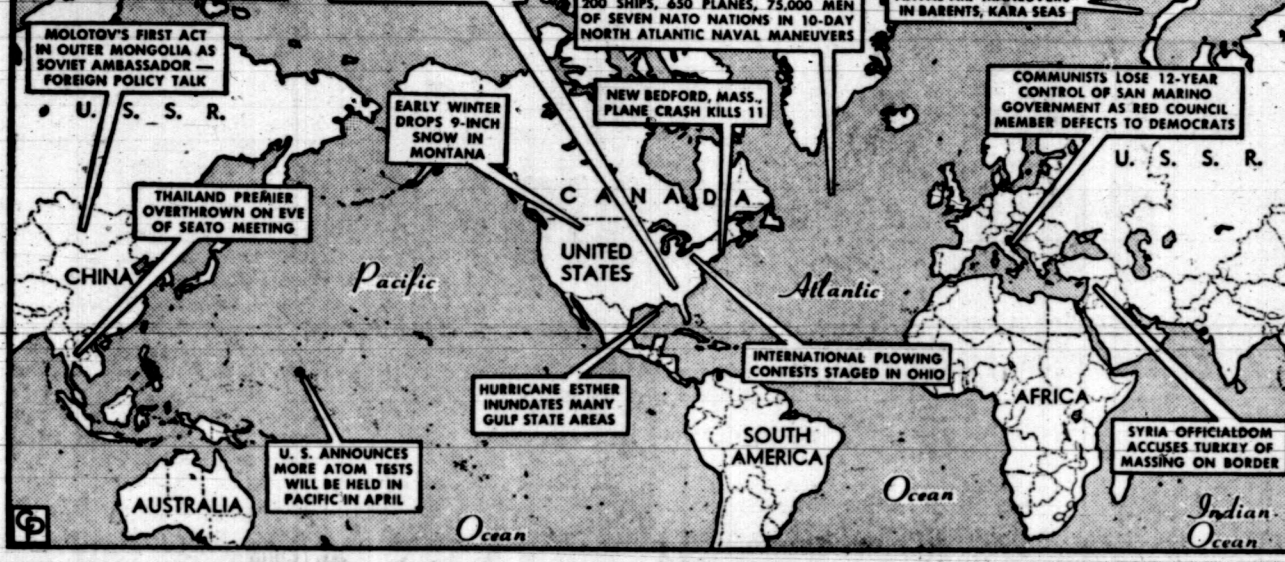 200 SHIPS, 650 PLANES, 75,000 MEN
OF SEVEN NATO NATIONS IN 10-DAY
NORTH ATLANTIC NAVAL MANEUVERS
IN BARENTS, KARA SEAS
MOLOTOV'S FIRST ACT
IN OUTER MONGOLIA AS
SOVIET AMBASSADOR —
FOREIGN POLICY TALK
U. S. S. R.
EARLY WINTER
DROPS 9-INCH
SNOW IN
MONTANA
NEW BEDFORD, MASS.,
PLANE CRASH KILLS 11
COMMUNISTS LOSE 12-YEAR
CONTROL OF SAN MARINO
GOVERNMENT AS RED COUNCIL
MEMBER DEFECTS TO DEMOCRATS
U. S. S. R.
THAILAND PREMIER
OVERTHROWN ON EVE
OF SEATO MEETING
CANADA
CHINA
UNITED
STATES
Pacific
Atlantic
INTERNATIONAL PLOWING
CONTESTS STAGED IN OHIO
HURRICANE ESTHER
INUNDATES MANY
GULF STATE AREAS
AFRICA
SOUTH
AMERICA
SYRIA OFFICIALDOM
ACCUSES TURKEY OF
MASSING ON BORDER
U. S. ANNOUNCES
MORE ATOM TESTS
WILL BE HELD IN
PACIFIC IN APRIL
AUSTRALIA
Ocean
Ocean
Indian
Ocean
CP